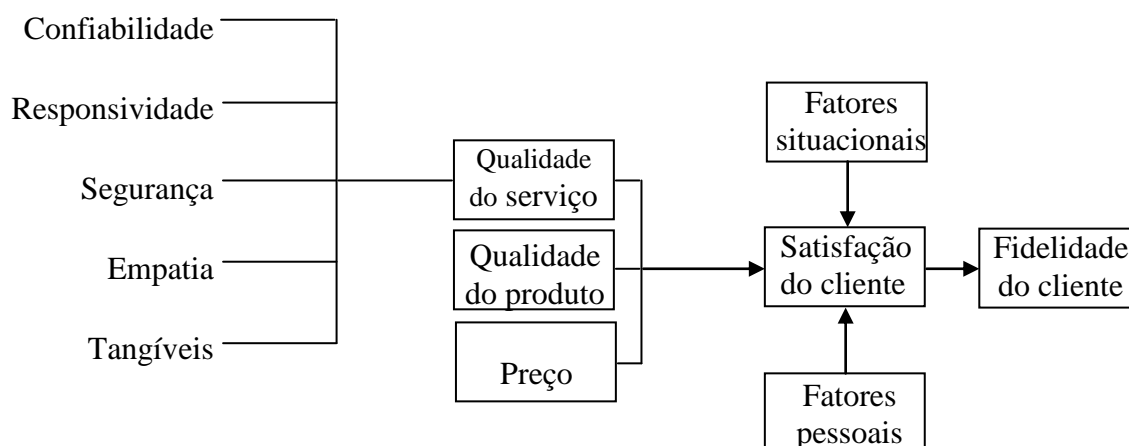 Confiabilidade
Responsividade
Segurança
Empatia
Tangíveis
Qualidade
do serviço
Qualidade
do produto
Preço
Fatores
situacionais
Satisfação
do cliente
Fatores
pessoais
Fidelidade
do cliente